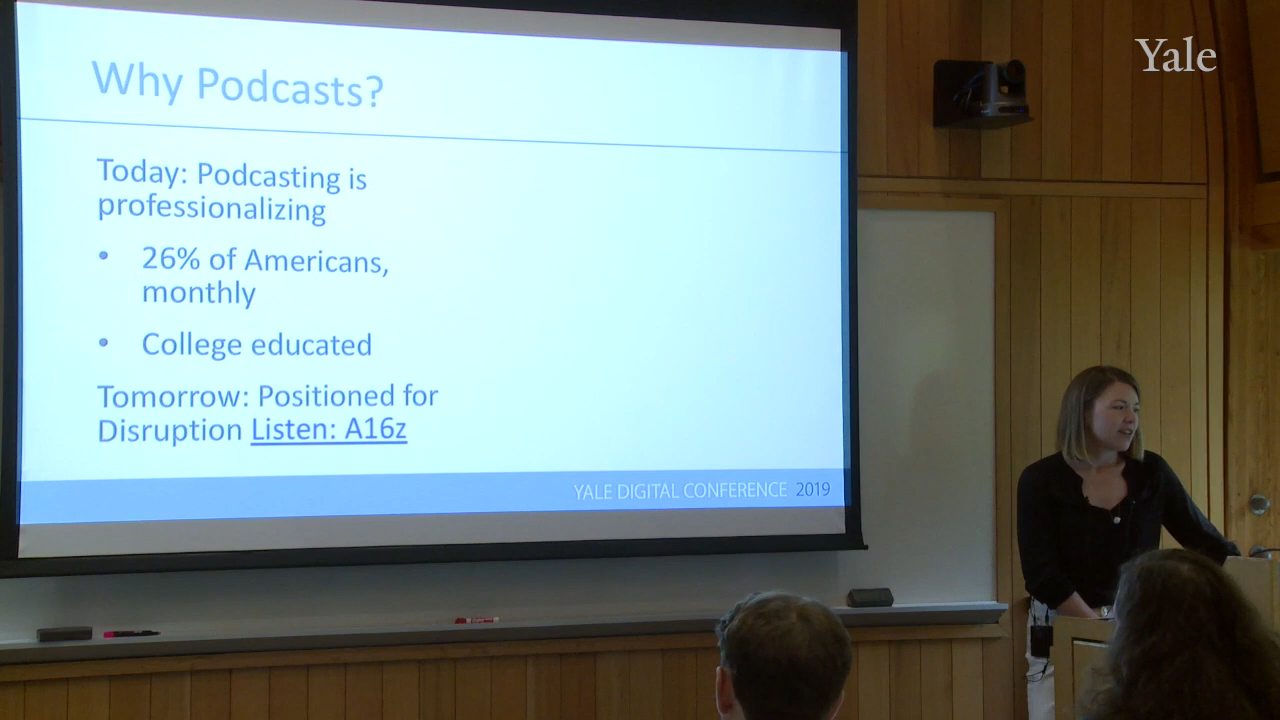 Yale
Why Podcasts?
Today: Podcasting is
professionalizing
• 26% of Americans,
monthly
• College educated
Tomorrow: Positioned for
Disruption Listen: A16z
YALE DIGITAL CONFERENCE 2019